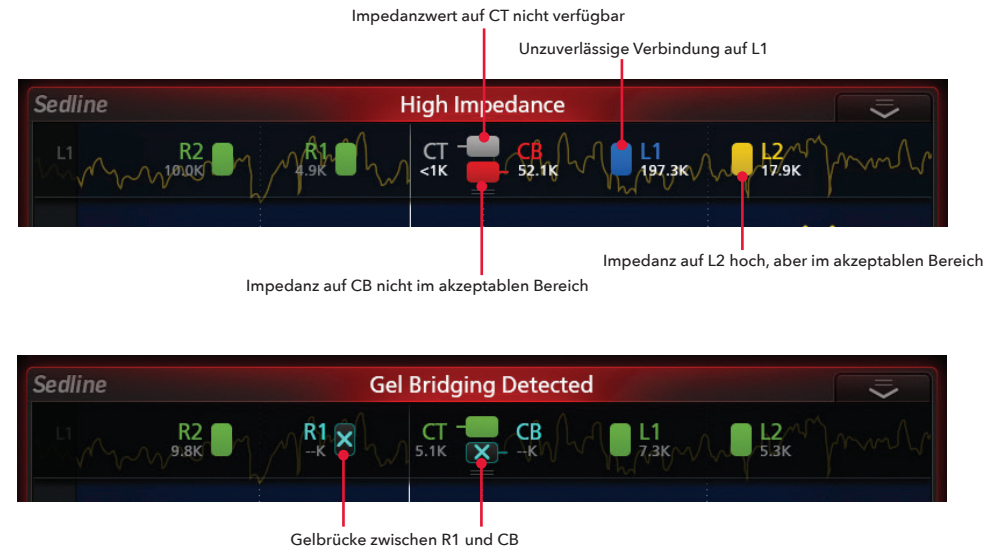 Impedanzwert auf CT nicht verfügbar
Unzuverlässige Verbindung auf L1
Sedline
High Impedance
L1
R2
10.0K
R1
4.9K
CT
<1K
CB
52.1K
L1
197.3K
L2
17.9K
Impedanz auf L2 hoch, aber im akzeptablen Bereich
Impedanz auf CB nicht im akzeptablen Bereich
Sedline
Gel Bridging Detected
L1
R2
9.8K
R1
--K
CT
5.1K
CB
--K
L1
7.3K
L2
5.3K
Gelbrücke zwischen R1 und CB